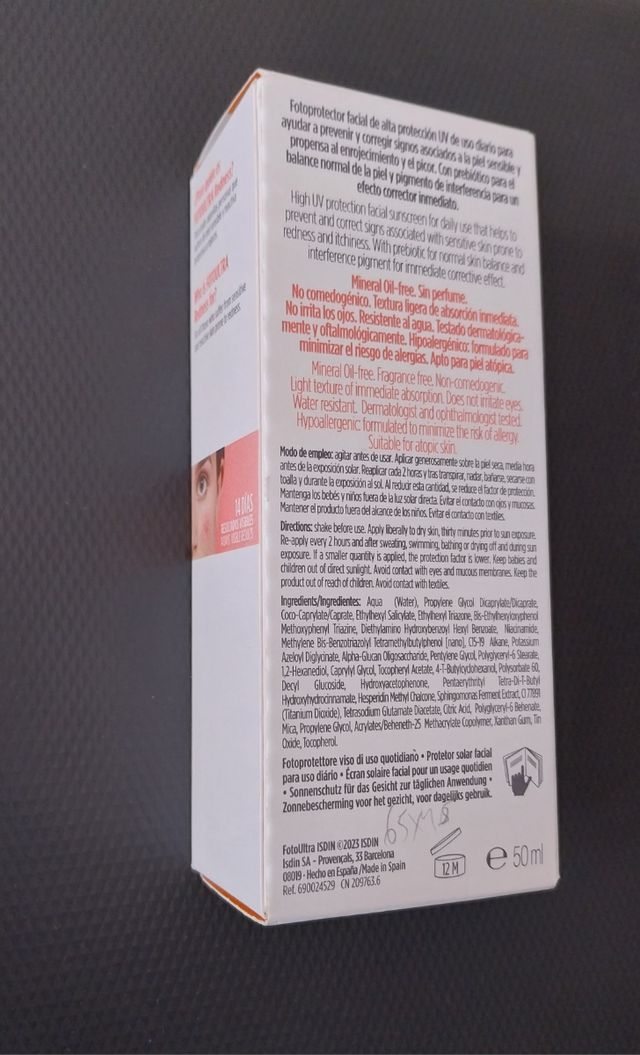 Fotoprotector facial de alta protección UV de uso diario para
ayudar a prevenir y corregir signos asociados a la piel sensible y
propensa al enrojecimiento y el picor. Con prebiótico para el
balance normal de la piel y pigmento de interferencia para un
efecto corrector inmediato.
High UV protection facial sunscreen for daily use that helps to
prevent and correct signs associated with sensitive skin prone to
redness and itchiness. With prebiotic for normal skin balance and
interference pigment for immediate corrective effect.
Mineral Oil-free. Sin perfume.
No comedogénico. Textura ligera de absorción inmediata.
No irrita los ojos. Resistente al agua. Testado dermatológica-
mente y oftalmológicamente. Hipoalergénico: formulado para
minimizar el riesgo de alergias. Apto para piel atópica.
Mineral Oil-free. Fragrance free. Non-comedogenic.
Light texture of immediate absorption. Does not irritate eyes.
Water resistant. Dermatologist and ophthalmologist tested.
Hypoallergenic: formulated to minimize the risk of allergy.
Suitable for atopic skin.
Modo de empleo: agitar antes de usar. Aplicar generosamente sobre la piel seca, media hora
antes de la exposición solar. Reaplicar cada 2 horas y tras transpirar, nadar, bañarse, secarse con
toalla y durante la exposición al sol. Al reducir esta cantidad, se reduce el factor de protección.
Mantenga los bebés y niños fuera de la luz solar directa. Evitar el contacto con ojos y mucosas.
Mantener el producto fuera del alcance de los niños. Evitar el contacto con textiles.
Directions: shake before use. Apply liberally to dry skin, thirty minutes prior to sun exposure.
Re-apply every 2 hours and after sweating, swimming, bathing or drying off and during sun
exposure. If a smaller quantity is applied, the protection factor is lower. Keep babies and
children out of direct sunlight. Avoid contact with eyes and mucous membranes. Keep the
product out of reach of children. Avoid contact with textiles.
Ingredients/Ingredientes: Aqua (Water), Propylene Glycol Dicaprylate/Dicaprate,
Coco-Caprylate/Caprate, Ethylhexyl Salicylate, Ethylhexyl Triazone, Bis-Ethylhexyloxyphenol
Methoxyphenyl Triazine, Diethylamino Hydroxybenzoyl Hexyl Benzoate, Niacinamide,
Methylene Bis-Benzotriazolyl Tetramethylbutylphenol [nano], C15-19 Alkane, Potassium
Azeloyl Diglycinate, Alpha-Glucan Oligosaccharide, Pentylene Glycol, Polyglyceryl-6 Stearate,
1,2-Hexanediol, Caprylyl Glycol, Tocopheryl Acetate, 4-T-Butylcyclohexanol, Polysorbate 60,
Decyl Glucoside, Hydroxyacetophenone, Pentaerythrityl Tetra-Di-T-Butyl
Hydroxyhydrocinnamate, Hesperidin Methyl Chalcone, Sphingomonas Ferment Extract, CI 77891
(Titanium Dioxide), Tetrasodium Glutamate Diacetate, Citric Acid, Polyglyceryl-6 Behenate,
Mica, Propylene Glycol, Acrylates/Beheneth-25 Methacrylate Copolymer, Xanthan Gum, Tin
Oxide, Tocopherol.
Fotoprotettore viso di uso quotidiano • Protetor solar facial
para uso diário • Écran solaire facial pour un usage quotidien
• Sonnenschutz für das Gesicht zur täglichen Anwendung •
Zonnebescherming voor het gezicht, voor dagelijks gebruik.
FotoUltra ISDIN ©2023 ISDIN
Isdin SA - Provençals, 33 Barcelona
08019 · Hecho en España /Made in Spain
Ref. 690024529 CN 209763.6
12 M
e 50 ml
14 DÍAS